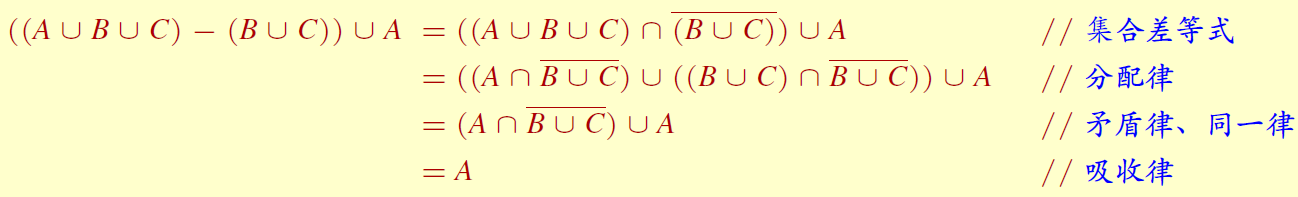 ((A ∪ B ∪ C) − (B ∪ C)) ∪ A = ((A ∪ B ∪ C) ∩ \overline{(B ∪ C)}) ∪ A // 集合差等式
= ((A ∩ \overline{B ∪ C}) ∪ ((B ∪ C) ∩ \overline{B ∪ C})) ∪ A // 分配律
= (A ∩ \overline{B ∪ C}) ∪ A // 矛盾律、同一律
= A // 吸收律